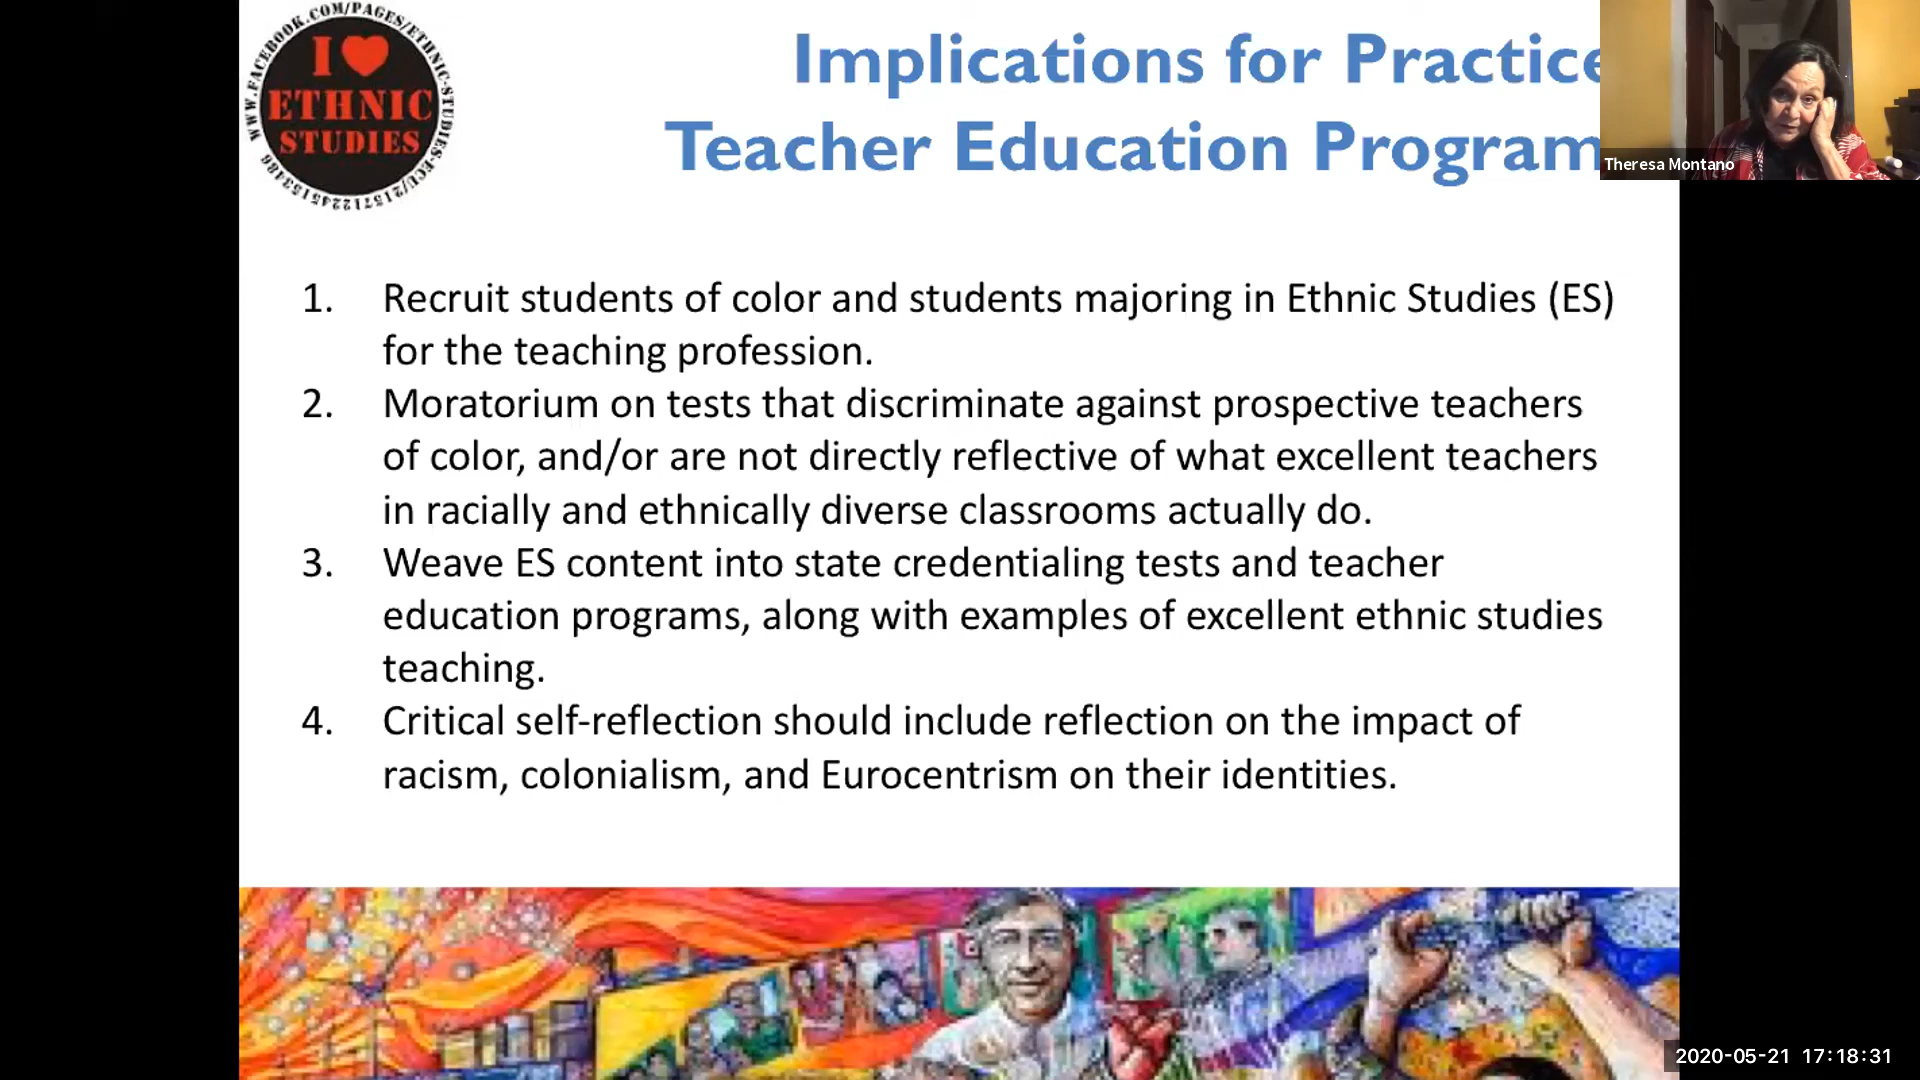 WWW.FACEBOOK.COM/PAGES/ETHNIC-STUDIES-ECU/215712245153486
I
ETHNIC
STUDIES
Implications for Practice
Teacher Education Program
Theresa Montano
1. Recruit students of color and students majoring in Ethnic Studies (ES)
for the teaching profession.
2. Moratorium on tests that discriminate against prospective teachers
of color, and/or are not directly reflective of what excellent teachers
in racially and ethnically diverse classrooms actually do.
3. Weave ES content into state credentialing tests and teacher
education programs, along with examples of excellent ethnic studies
teaching.
4. Critical self-reflection should include reflection on the impact of
racism, colonialism, and Eurocentrism on their identities.
2020-05-21 17:18:31